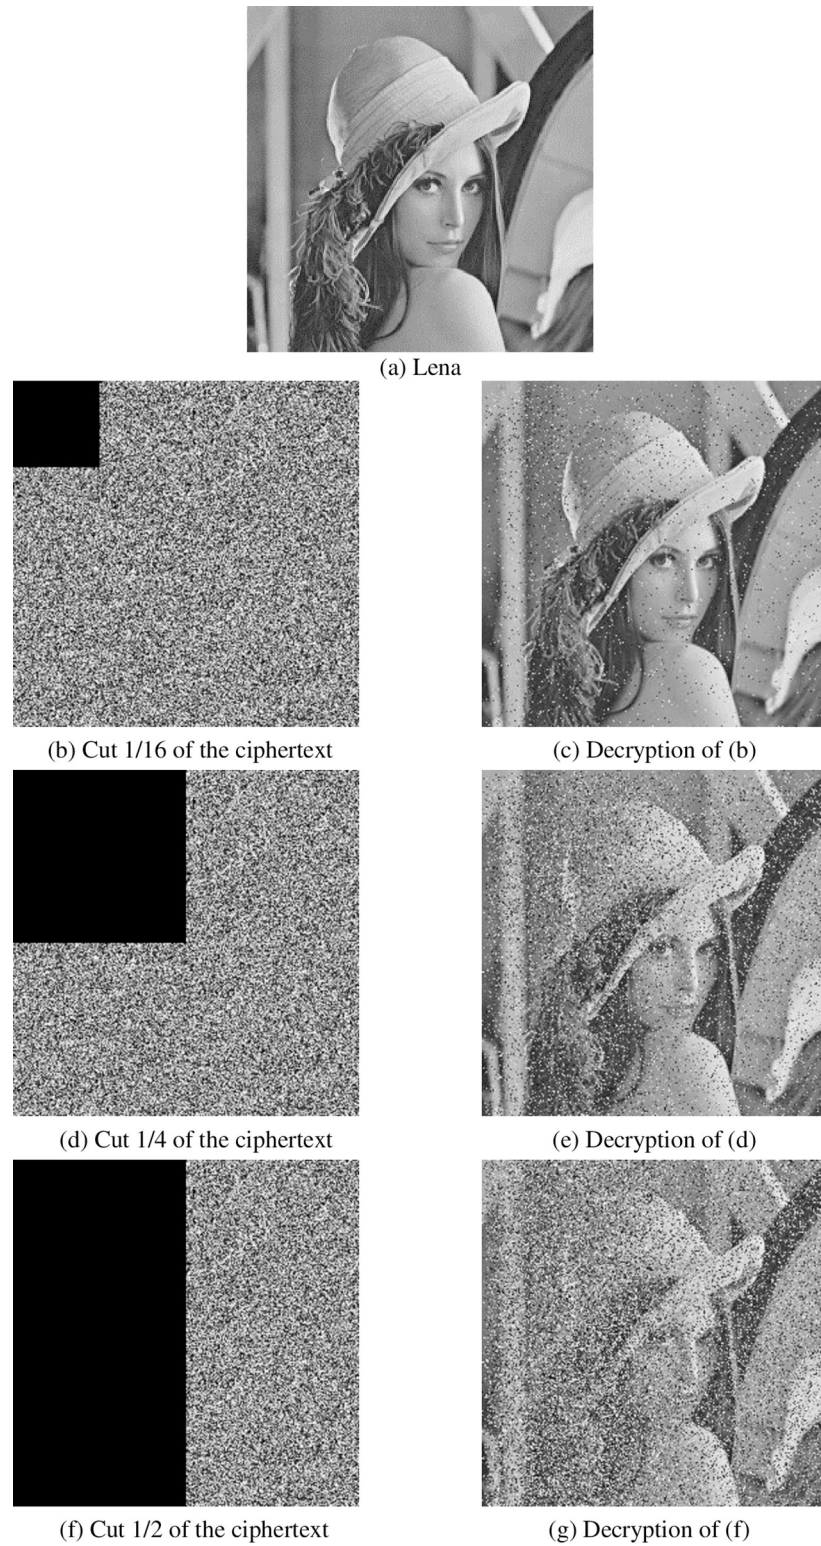 (a) Lena
(b) Cut 1/16 of the ciphertext
(c) Decryption of (b)
(d) Cut 1/4 of the ciphertext
(e) Decryption of (d)
(f) Cut 1/2 of the ciphertext
(g) Decryption of (f)